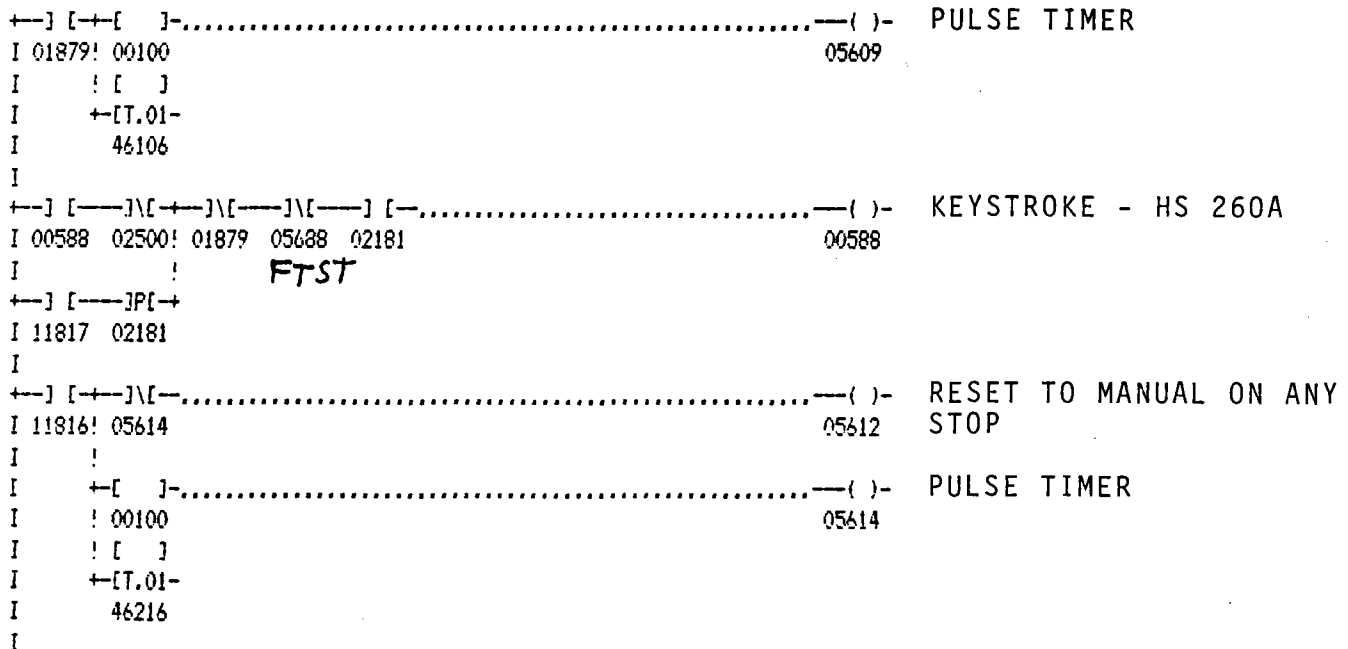 +--] [-+-[ ]-..................................................---( )- PULSE TIMER
I 01879! 00100 05609
I ! [ ]
I +-[T.01-
I 46106
I
+--] [----]\[-+--]\[----]\[----] [--...................................---( )- KEYSTROKE - HS 260A
I 00588 02500! 01879 05688 02181 00588
I ! FTST
+--] [----]P[-+
I 11817 02181
I
+--] [-+--]\[--..................................................---( )- RESET TO MANUAL ON ANY
I 11816! 05614 05612 STOP
I !
I +-[ ]-..................................................---( )- PULSE TIMER
I ! 00100 05614
I ! [ ]
I +-[T.01-
I 46216
I